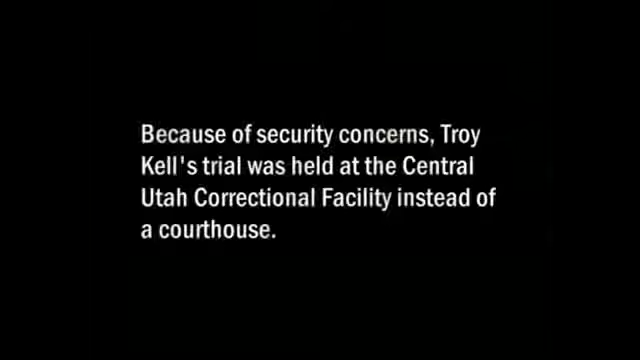 Because of security concerns, Troy
Kell's trial was held at the Central
Utah Correctional Facility instead of
a courthouse.